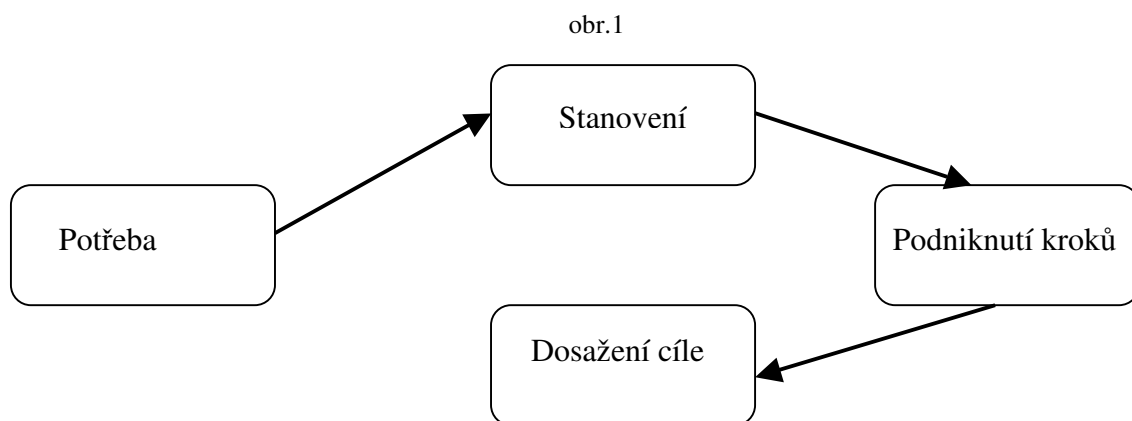 obr.1
Stanovení
Potřeba
Podniknutí kroků
Dosažení cíle